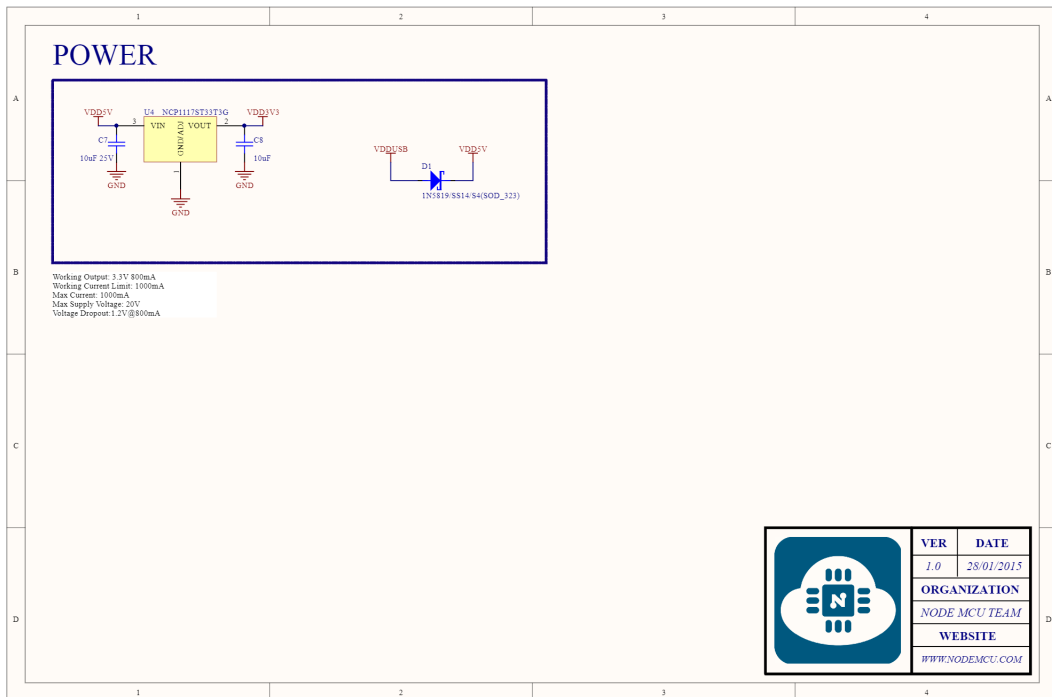 1 2 3 4
POWER
A A
VDD5V U4 NCP1117ST33T3G VDD3V3
3 VIN GND/ADJ VOUT 2
C7 C8
10uF 25V 10uF
1
GND GND
GND
VDDUSB VDD5V
D1
1N5819/SS14/S4(SOD_323)
B B
Working Output: 3.3V 800mA
Working Current Limit: 1000mA
Max Current: 1000mA
Max Supply Voltage: 20V
Voltage Dropout:1.2V@800mA
C C
VER DATE
1.0 28/01/2015
ORGANIZATION
NODE MCU TEAM
WEBSITE
WWW.NODEMCU.COM
N
D D
1 2 3 4